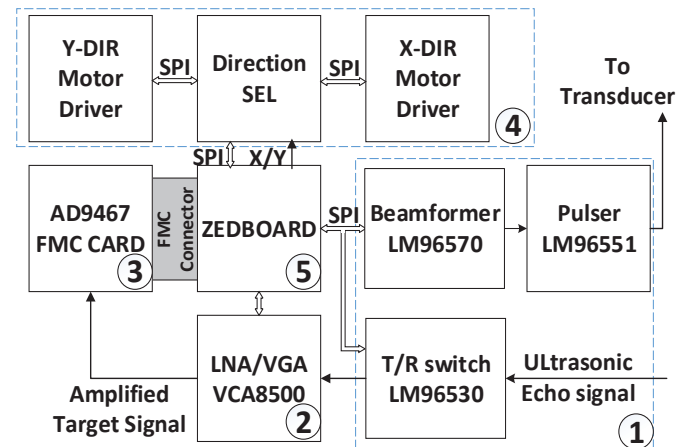 Y-DIR
Motor
Driver
SPI
Direction
SEL
SPI
X-DIR
Motor
Driver
4
To
Transducer
SPI
X/Y
AD9467
FMC CARD
3
FMC
Connector
ZEDBOARD
5
SPI
Beamformer
LM96570
Pulser
LM96551
LNA/VGA
VCA8500
2
T/R switch
LM96530
ULtrasonic
Echo signal
1
Amplified
Target Signal